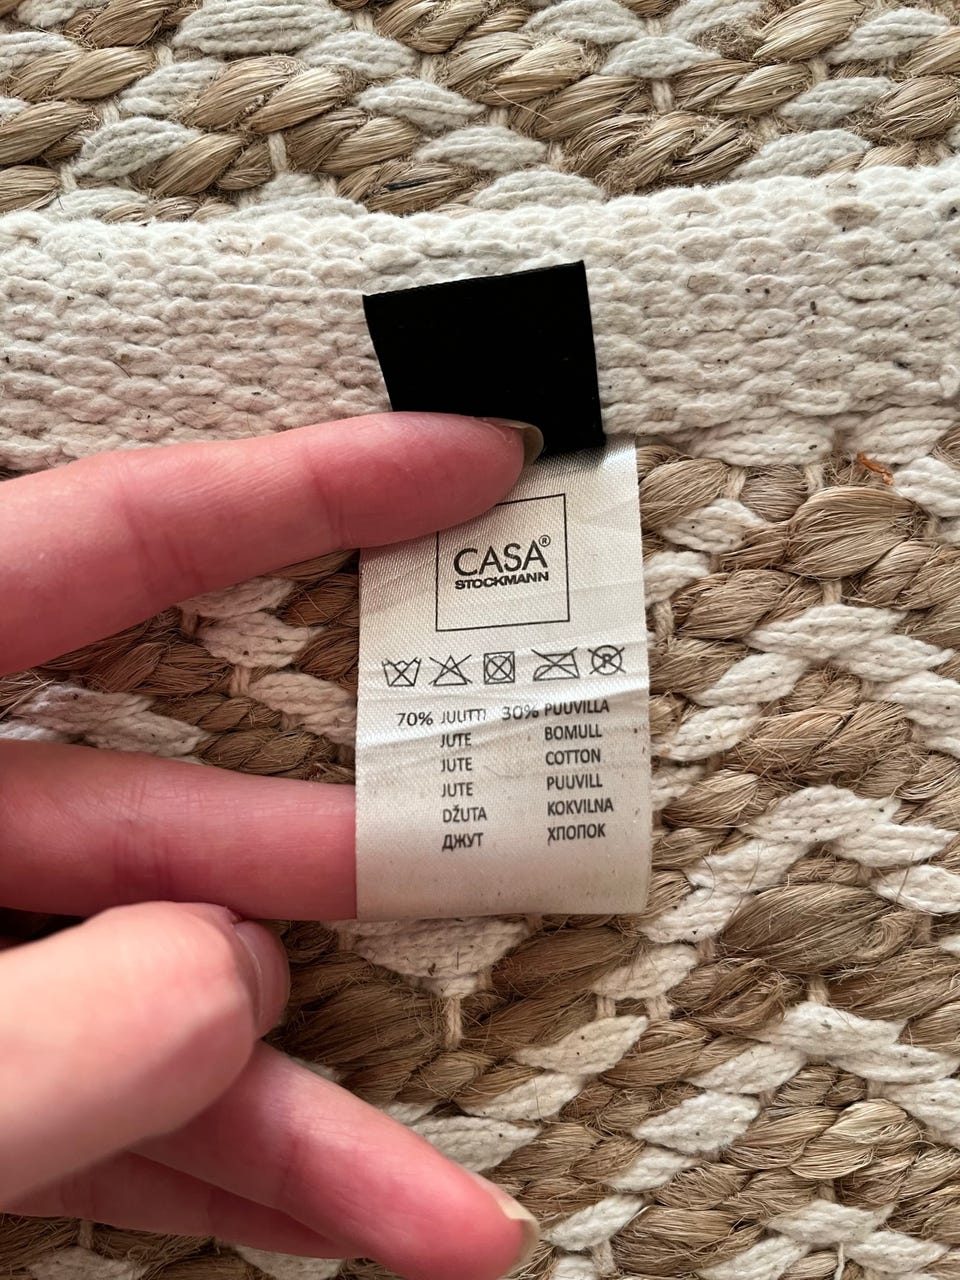 CASA®
STOCKMANN
70% JUUTTI 30% PUUVILLA
JUTE BOMULL
JUTE COTTON
JUTE PUUVILL
DŽUTA KOKVILNA
ДЖУТ ХЛОПОК